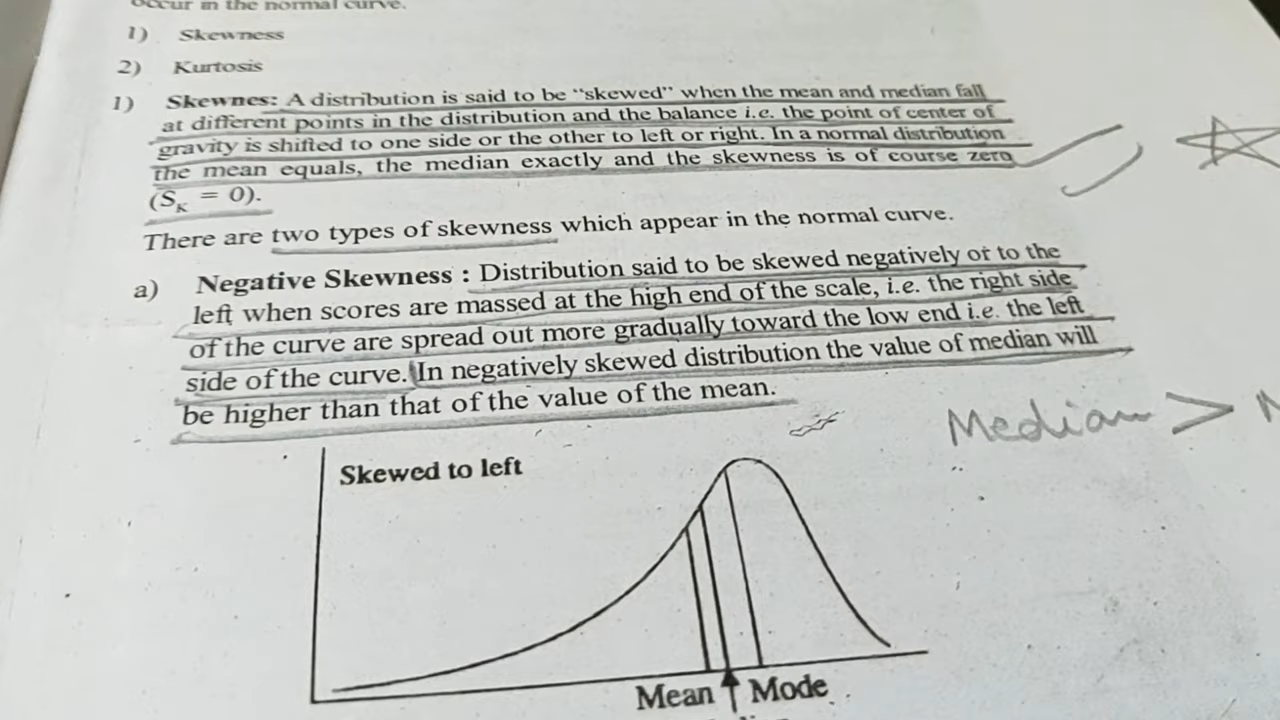 occur in the normal curve.
1) Skewness
2) Kurtosis
1) Skewnes: A distribution is said to be "skewed" when the mean and median fall
at different points in the distribution and the balance i.e. the point of center of
gravity is shifted to one side or the other to left or right. In a normal distribution
the mean equals, the median exactly and the skewness is of course zero
(S_K = 0).
There are two types of skewness which appear in the normal curve.
a) Negative Skewness : Distribution said to be skewed negatively or to the
left when scores are massed at the high end of the scale, i.e. the right side
of the curve are spread out more gradually toward the low end i.e. the left
side of the curve. In negatively skewed distribution the value of median will
be higher than that of the value of the mean.
Median >
Skewed to left
Mean Mode